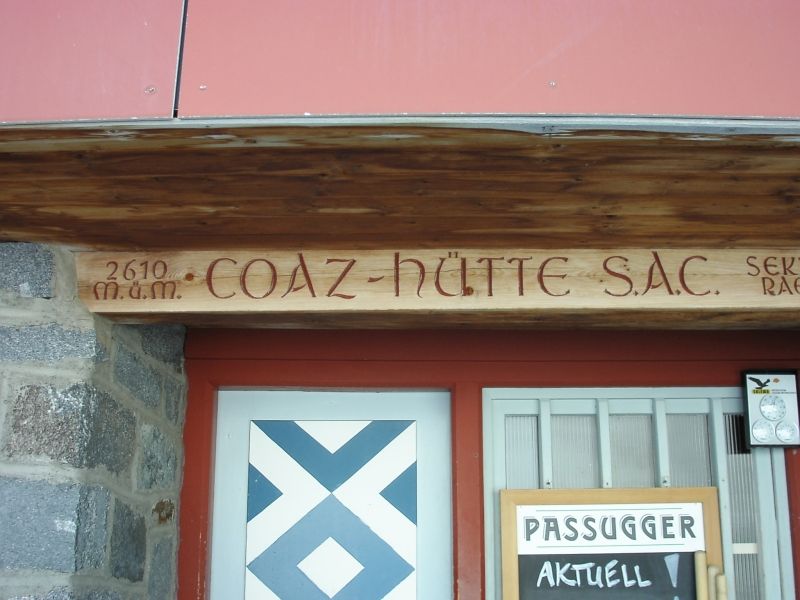 2610
M.ü.M.
COAZ-HÜTTE S.A.C.
PASSUGGER
AKTUELL!